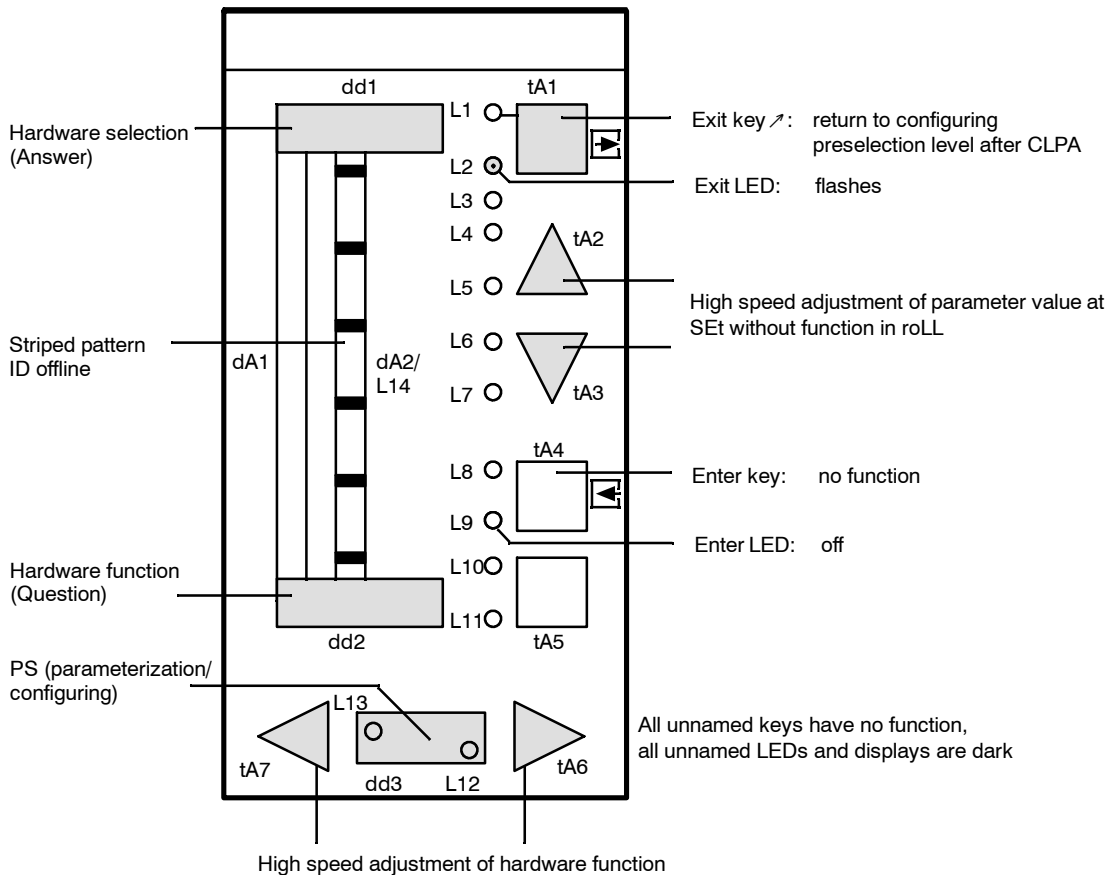 dd1
tA1
L1
Hardware selection
(Answer)
Exit key ↗: return to configuring
preselection level after CLPA
L2
Exit LED: flashes
L3
L4
tA2
L5
High speed adjustment of parameter value at
SEt without function in roLL
L6
Striped pattern
ID offline
dA1
dA2/
L14
L7
tA3
tA4
L8
Enter key: no function
L9
Enter LED: off
L10
Hardware function
(Question)
L11
dd2
tA5
PS (parameterization/
configuring)
L13
All unnamed keys have no function,
all unnamed LEDs and displays are dark
tA7
tA6
dd3
L12
High speed adjustment of hardware function